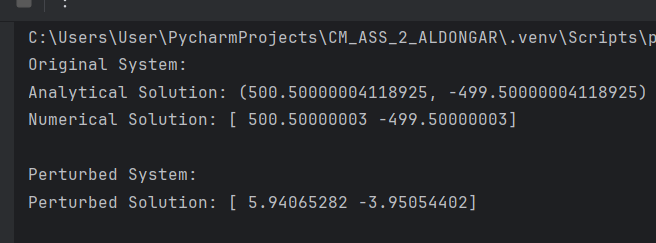 C:\Users\User\PycharmProjects\CM_ASS_2_ALDONGAR\.venv\Scripts\p
Original System:
Analytical Solution: (500.50000004118925, -499.50000004118925)
Numerical Solution: [ 500.50000003 -499.50000003]
Perturbed System:
Perturbed Solution: [ 5.94065282 -3.95054402]